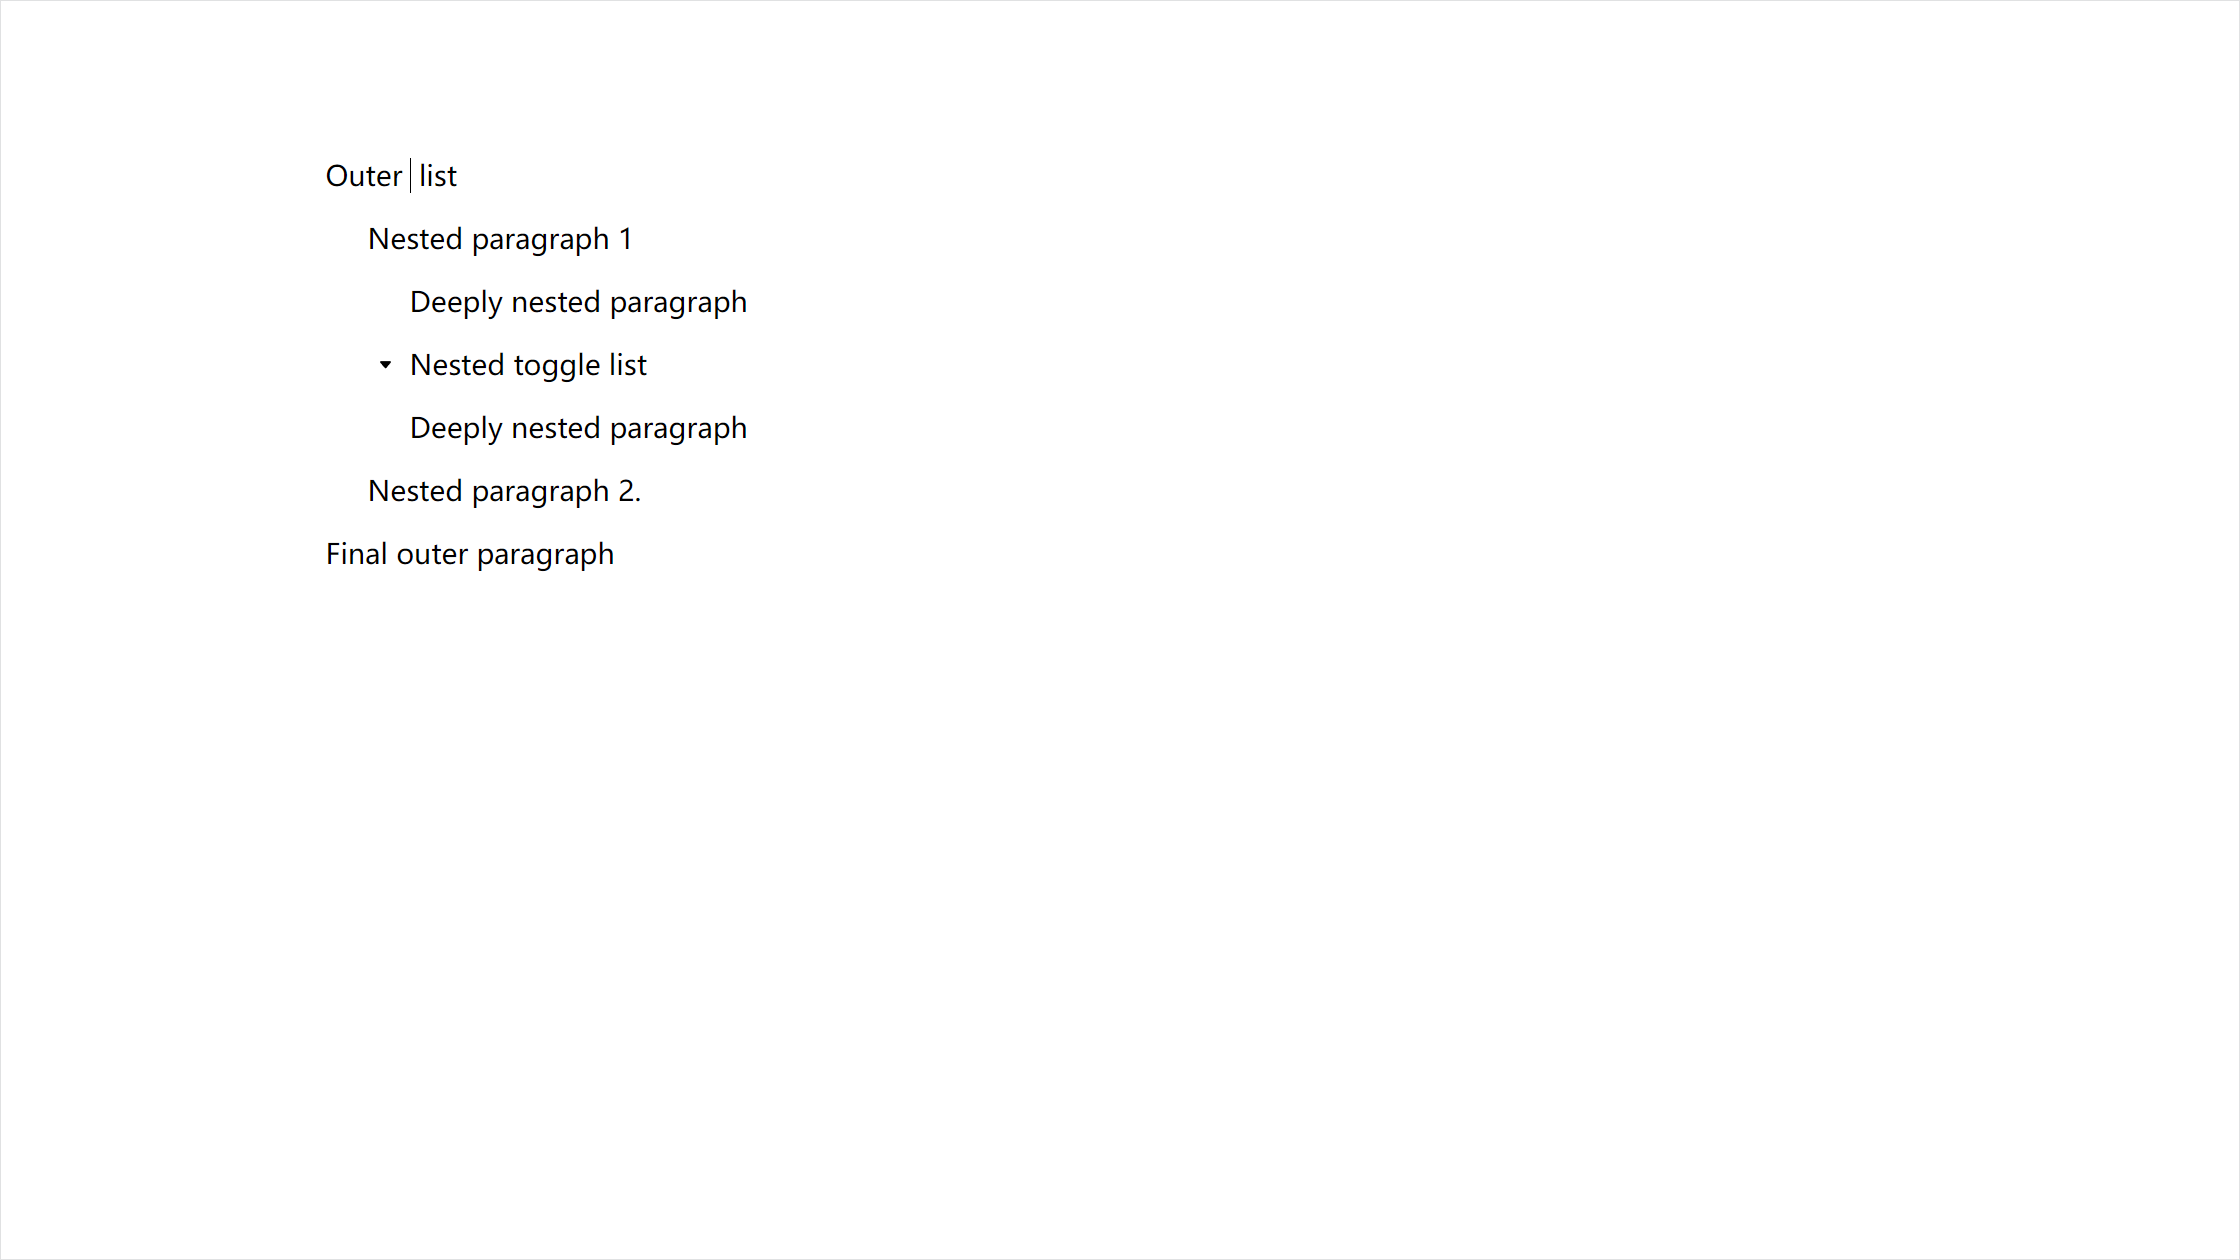 Outer list
Nested paragraph 1
Deeply nested paragraph
Nested toggle list
Deeply nested paragraph
Nested paragraph 2.
Final outer paragraph